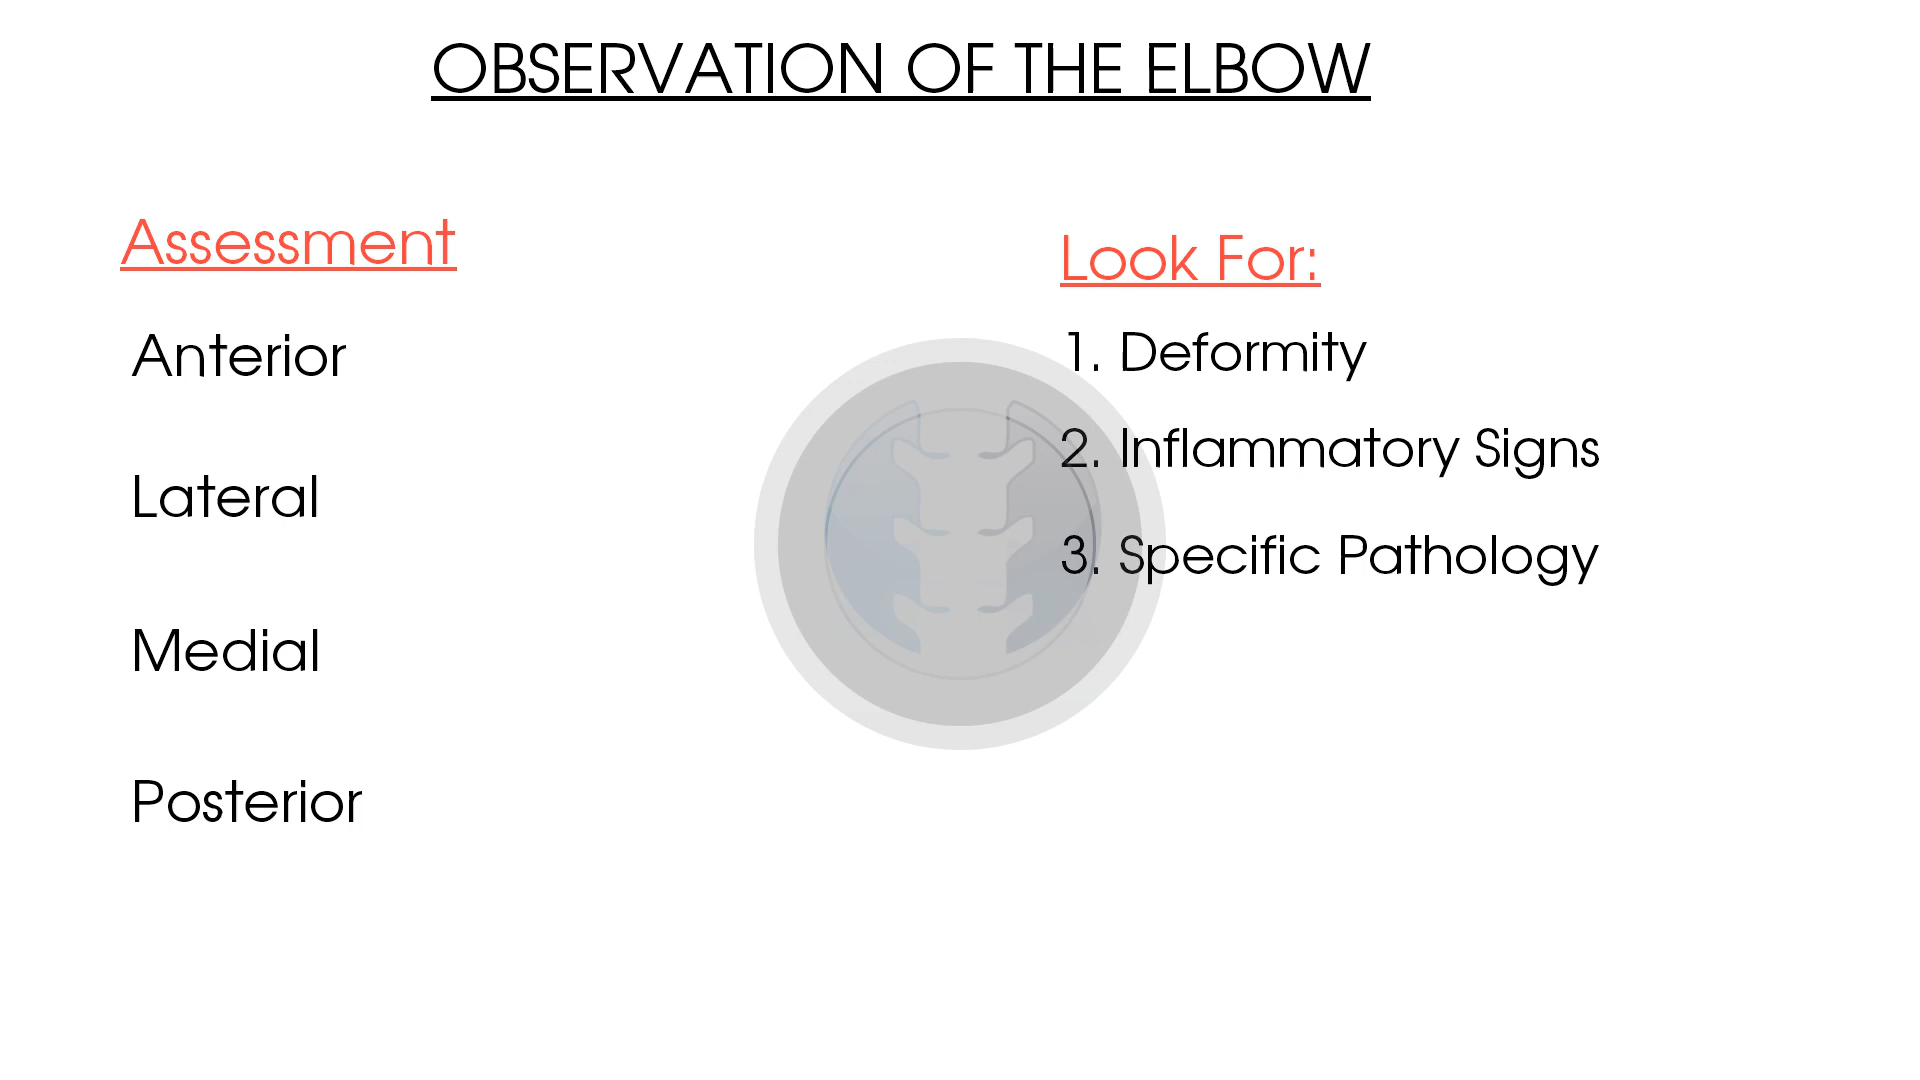 OBSERVATION OF THE ELBOW
Assessment
Anterior
Lateral
Medial
Posterior
Look For:
1. Deformity
2. Inflammatory Signs
3. Specific Pathology